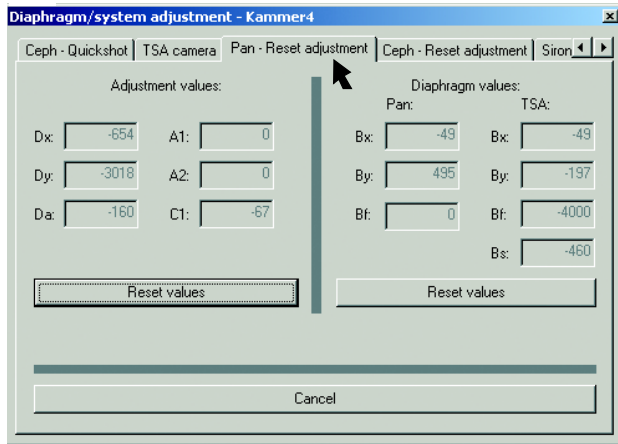 Diaphragm/system adjustment - Kammer4
Ceph - Quickshot TSA camera Pan - Reset adjustment Ceph - Reset adjustment Siron
Adjustment values: Diaphragm values:
Pan: TSA:
Dx: -654 A1: 0 Bx: -49 Bx: -49
Dy: -3018 A2: 0 By: 495 By: -197
Da: -160 C1: -67 Bf: 0 Bf: -4000
Bs: -460
Reset values Reset values
Cancel